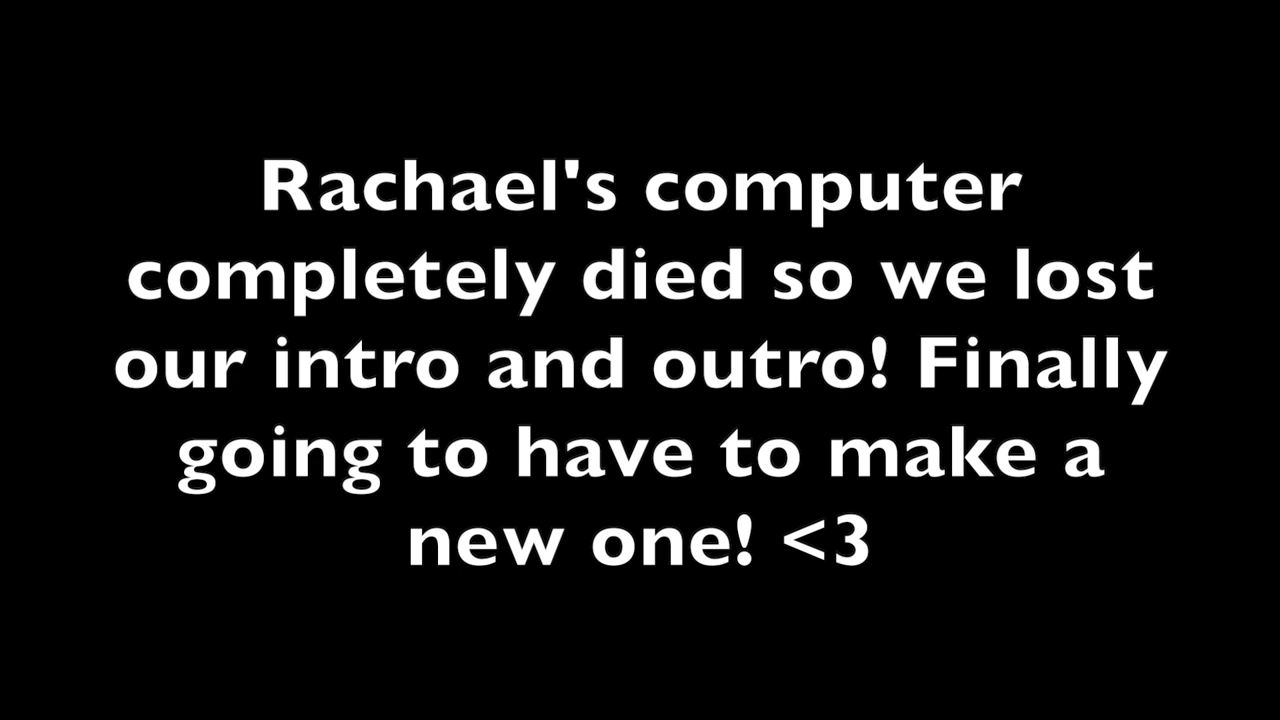 Rachael's computer
completely died so we lost
our intro and outro! Finally
going to have to make a
new one! <3